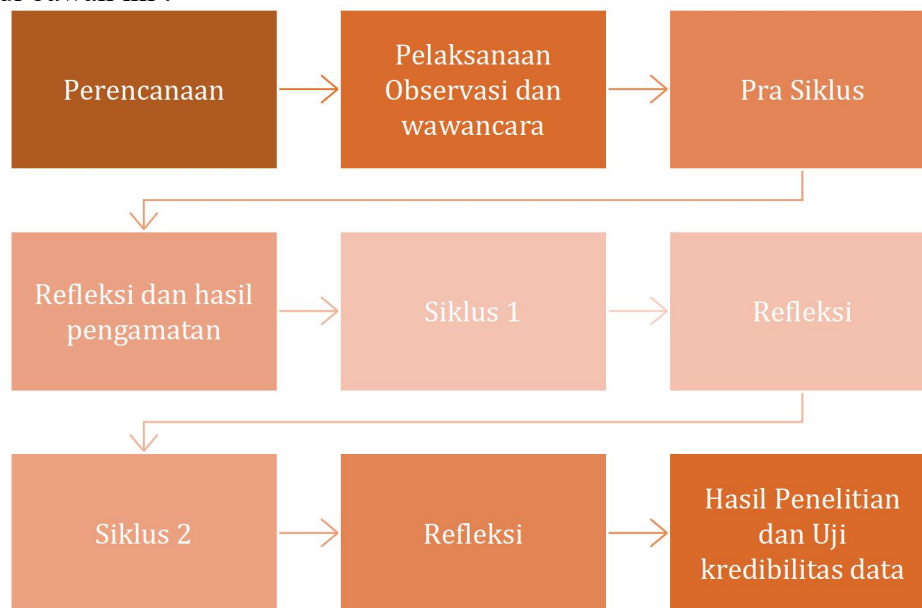 Perencanaan
Pelaksanaan
Observasi dan
wawancara
Pra Siklus
Refleksi dan hasil
pengamatan
Siklus 1
Refleksi
Siklus 2
Refleksi
Hasil Penelitian
dan Uji
kredibilitas data